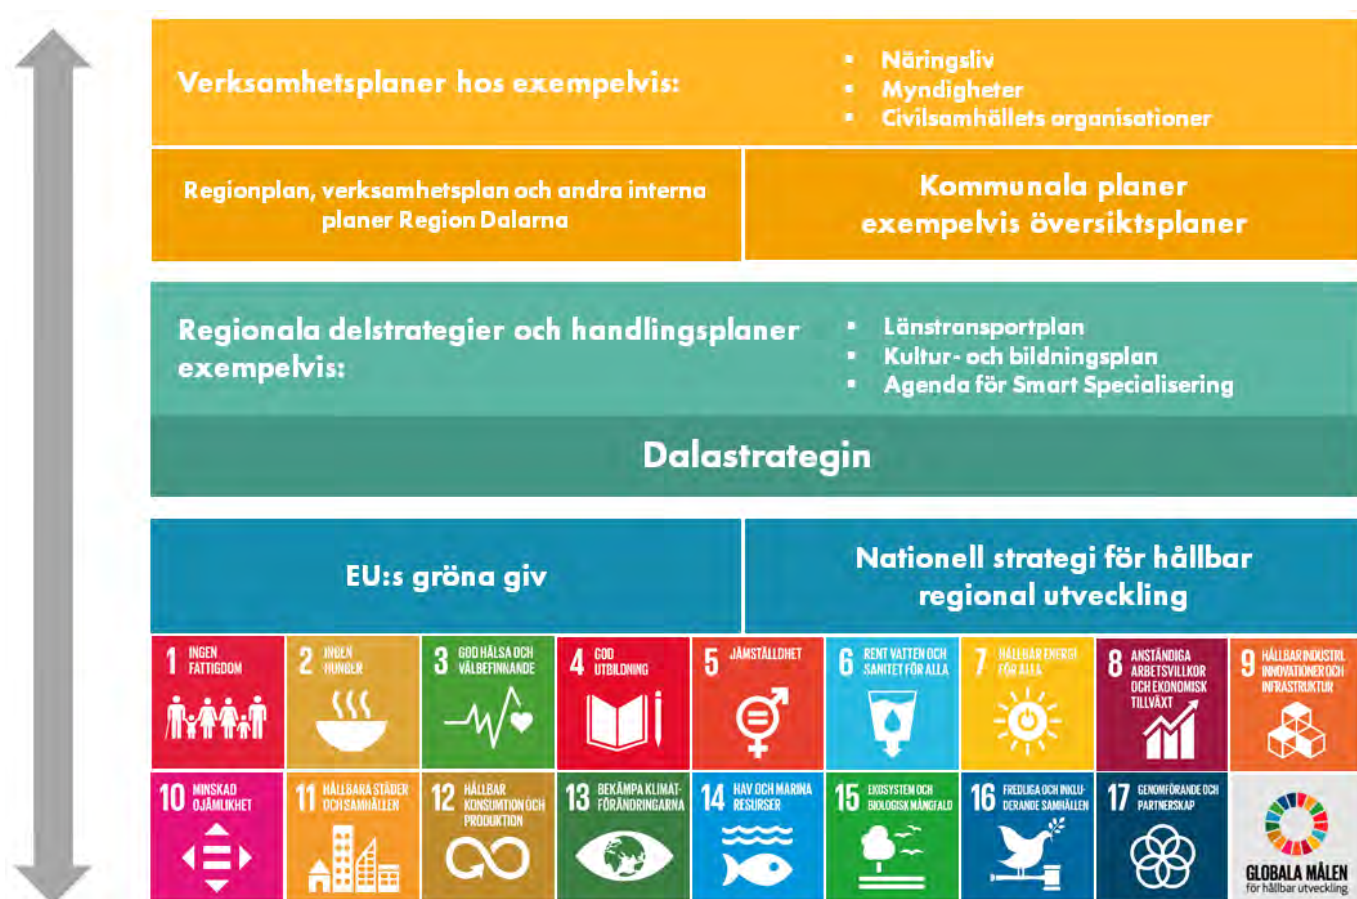 Verksamhetsplaner hos exempelvis:
▪ Näringsliv
▪ Myndigheter
▪ Civilsamhällets organisationer
Regionplan, verksamhetsplan och andra interna
planer Region Dalarna
Kommunala planer
exempelvis översiktsplaner
Regionala delstrategier och handlingsplaner
exempelvis:
▪ Länstransportplan
▪ Kultur- och bildningsplan
▪ Agenda för Smart Specialisering
Dalastrategin
EU:s gröna giv
Nationell strategi för hållbar
regional utveckling
1 INGEN
FATTIGDOM
2 INGEN
HUNGER
3 GOD HÄLSA OCH
VÄLBEFINNANDE
4 GOD
UTBILDNING
5 JÄMSTÄLLDHET
6 RENT VATTEN OCH
SANITET FÖR ALLA
7 HÅLLBAR ENERGI
FÖR ALLA
8 ANSTÄNDIGA
ARBETSVILLKOR
OCH EKONOMISK
TILLVÄXT
9 HÅLLBAR INDUSTRI,
INNOVATIONER OCH
INFRASTRUKTUR
10 MINSKAD
OJÄMLIKHET
11 HÅLLBARA STÄDER
OCH SAMHÄLLEN
12 HÅLLBAR
KONSUMTION OCH
PRODUKTION
13 BEKÄMPA KLIMAT-
FÖRÄNDRINGARNA
14 HAV OCH MARINA
RESURSER
15 EKOSYSTEM OCH
BIOLOGISK MÅNGFALD
16 FREDLIGA OCH INKLU-
DERANDE SAMHÄLLEN
17 GENOMFÖRANDE OCH
PARTNERSKAP
GLOBALA MÅLEN
för hållbar utveckling